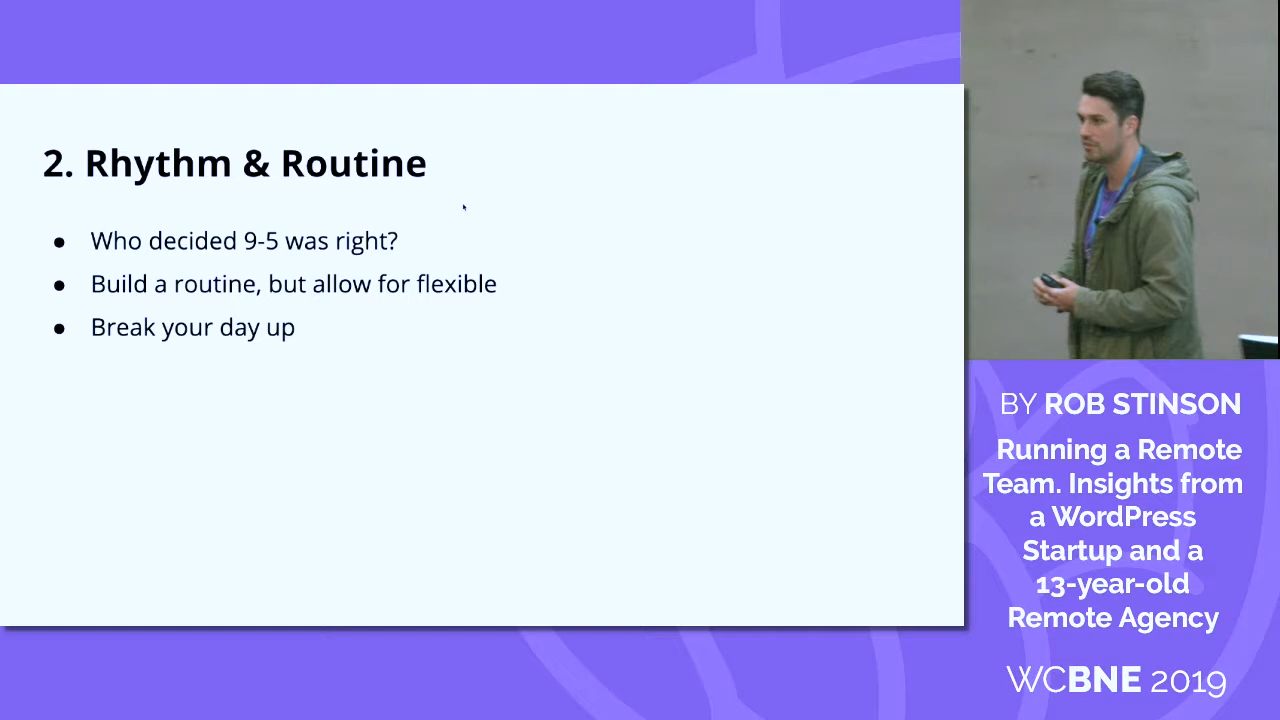 2. Rhythm & Routine
● Who decided 9-5 was right?
● Build a routine, but allow for flexible
● Break your day up
BY ROB STINSON
Running a Remote
Team. Insights from
a WordPress
Startup and a
13-year-old
Remote Agency
WCBNE 2019